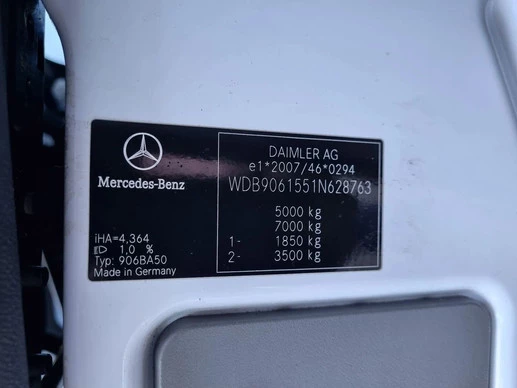 Mercedes-Benz
iHA=4,364
1,0 %
Typ: 906BA50
Made in Germany
DAIMLER AG
e1*2007/46*0294
WDB9061551N628763
5000 kg
7000 kg
1- 1850 kg
2- 3500 kg